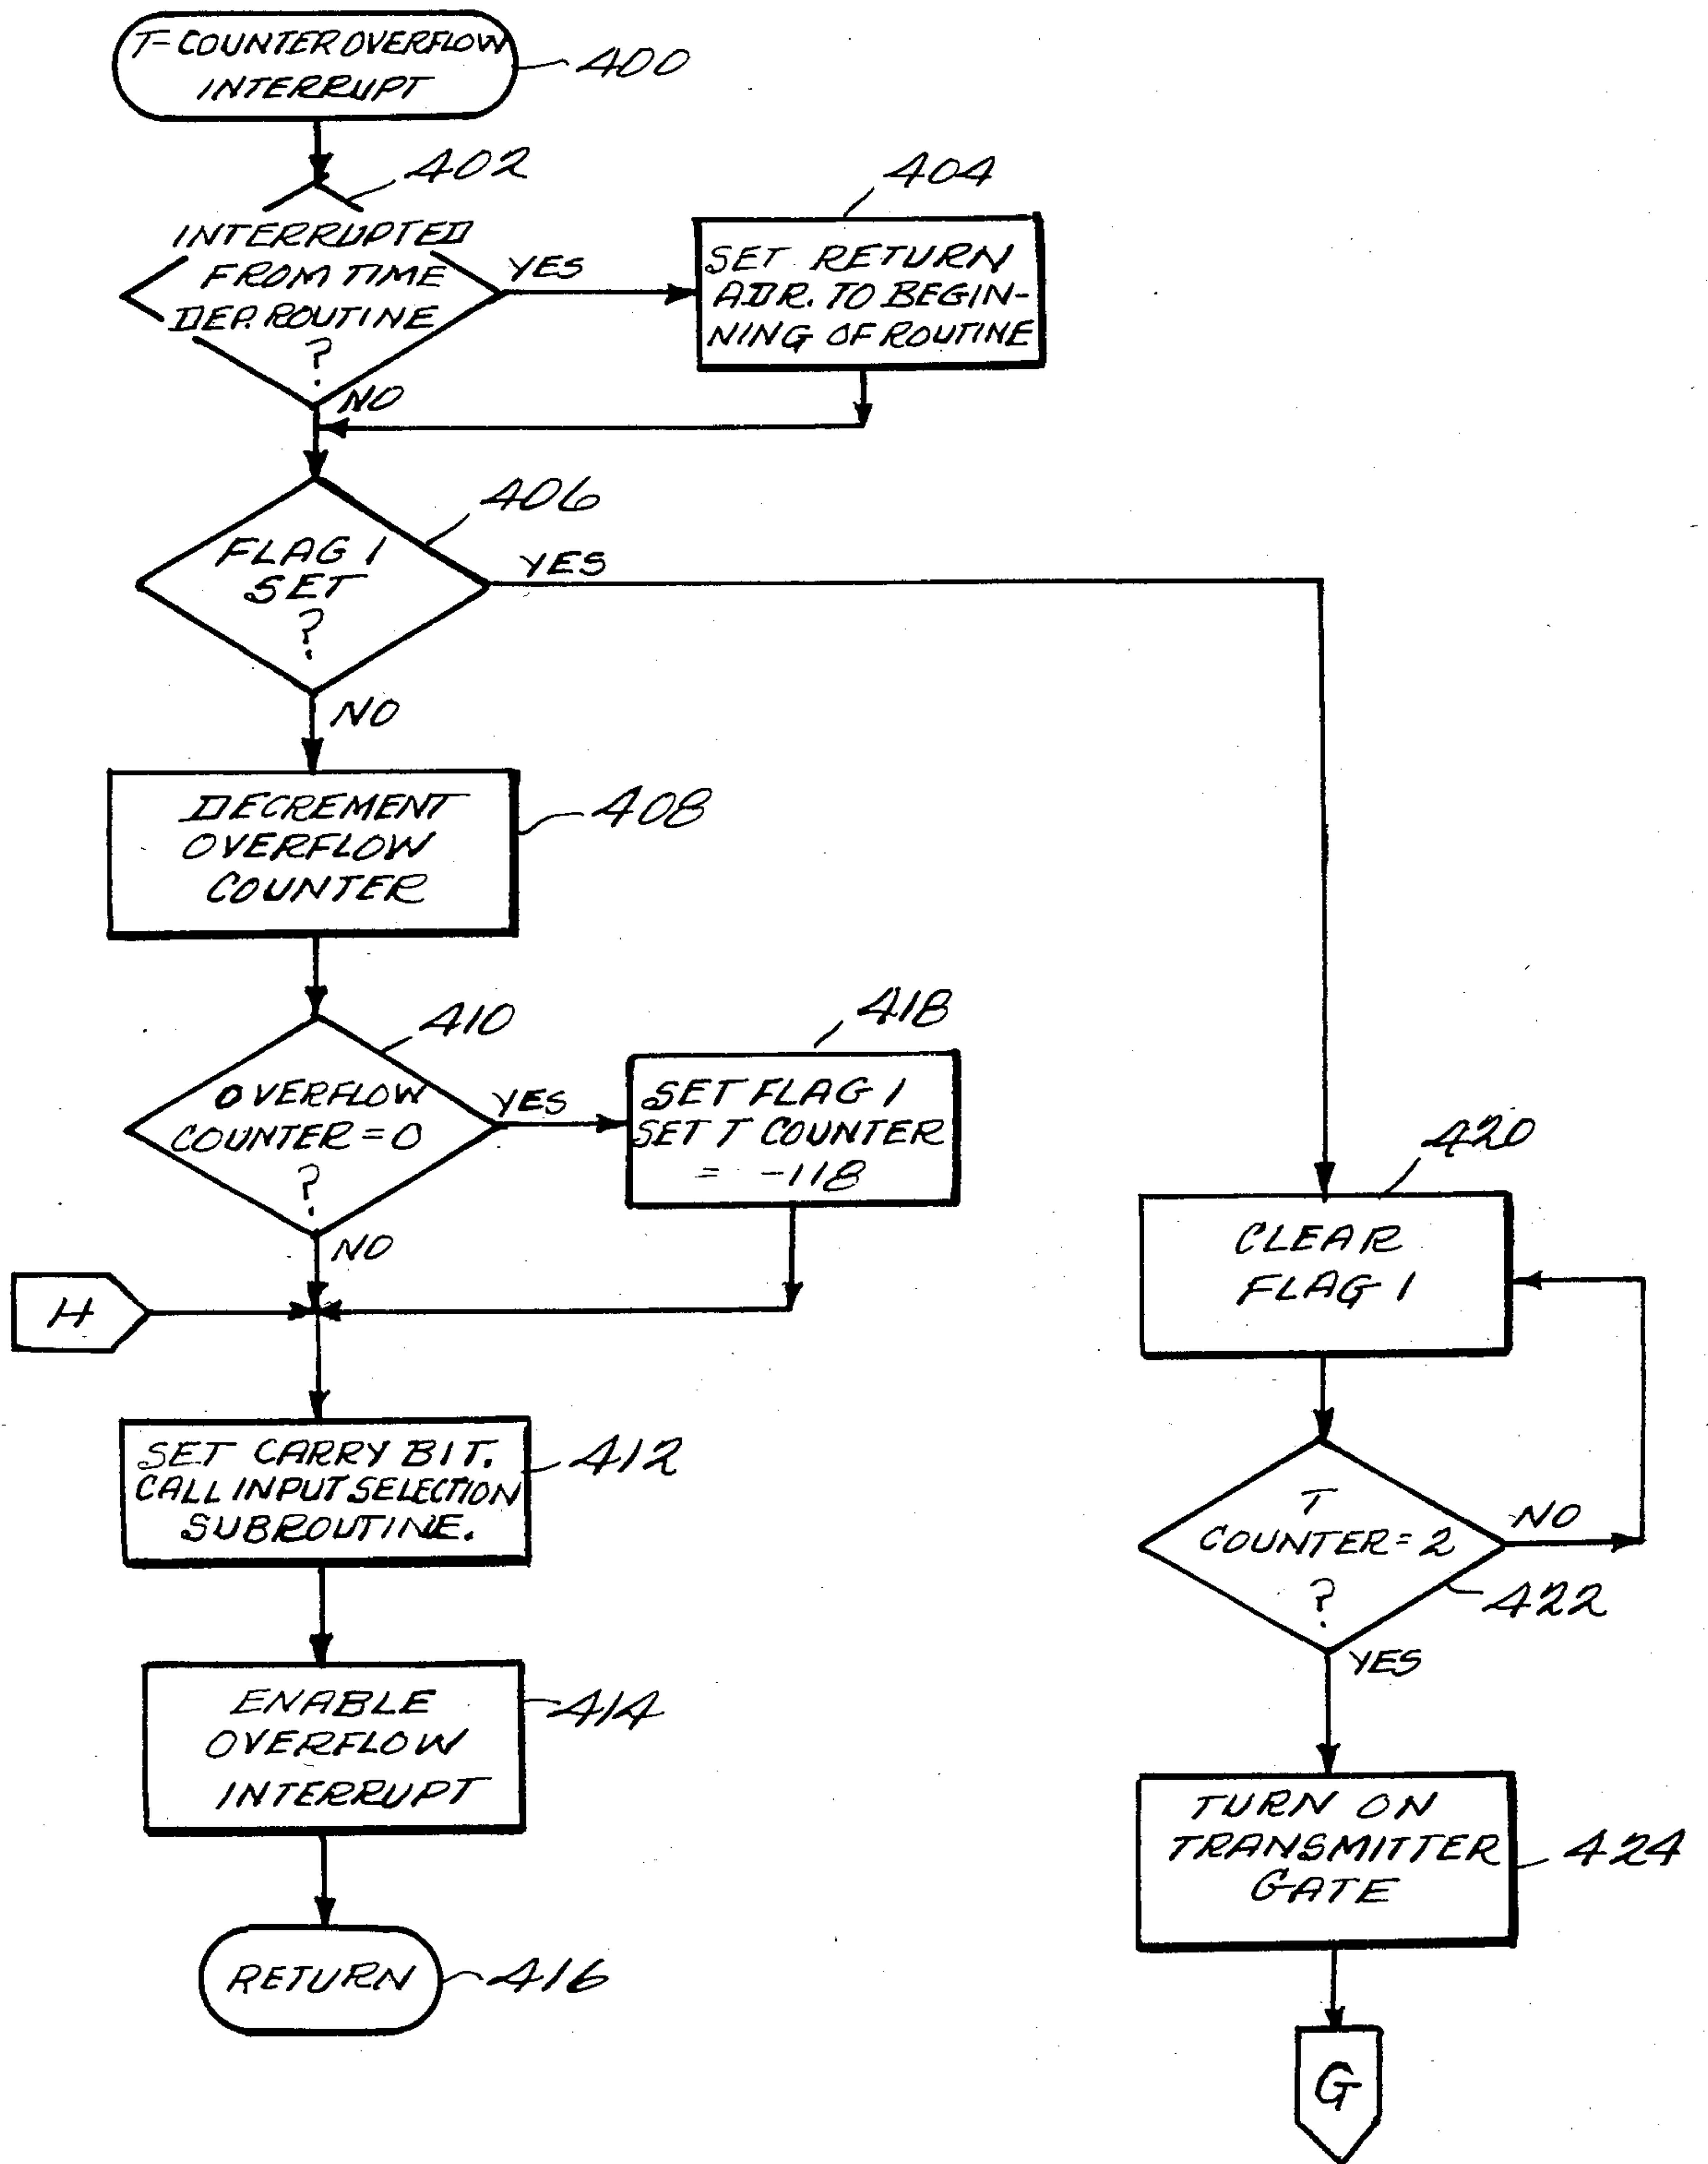 T-COUNTER OVERFLOW
INTERRUPT
400
402
INTERRUPTED
FROM TIME
DEP. ROUTINE
?
YES
NO
404
SET RETURN
ADR. TO BEGIN-
NING OF ROUTINE
406
FLAG 1
SET
?
YES
NO
DECREMENT
OVERFLOW
COUNTER
408
410
OVERFLOW
COUNTER = 0
?
YES
NO
418
SET FLAG 1
SET T COUNTER
= -118
H
SET CARRY BIT.
CALL INPUT SELECTION
SUBROUTINE.
412
ENABLE
OVERFLOW
INTERRUPT
414
RETURN
416
420
CLEAR
FLAG 1
T
COUNTER = 2
?
NO
422
YES
TURN ON
TRANSMITTER
GATE
424
G